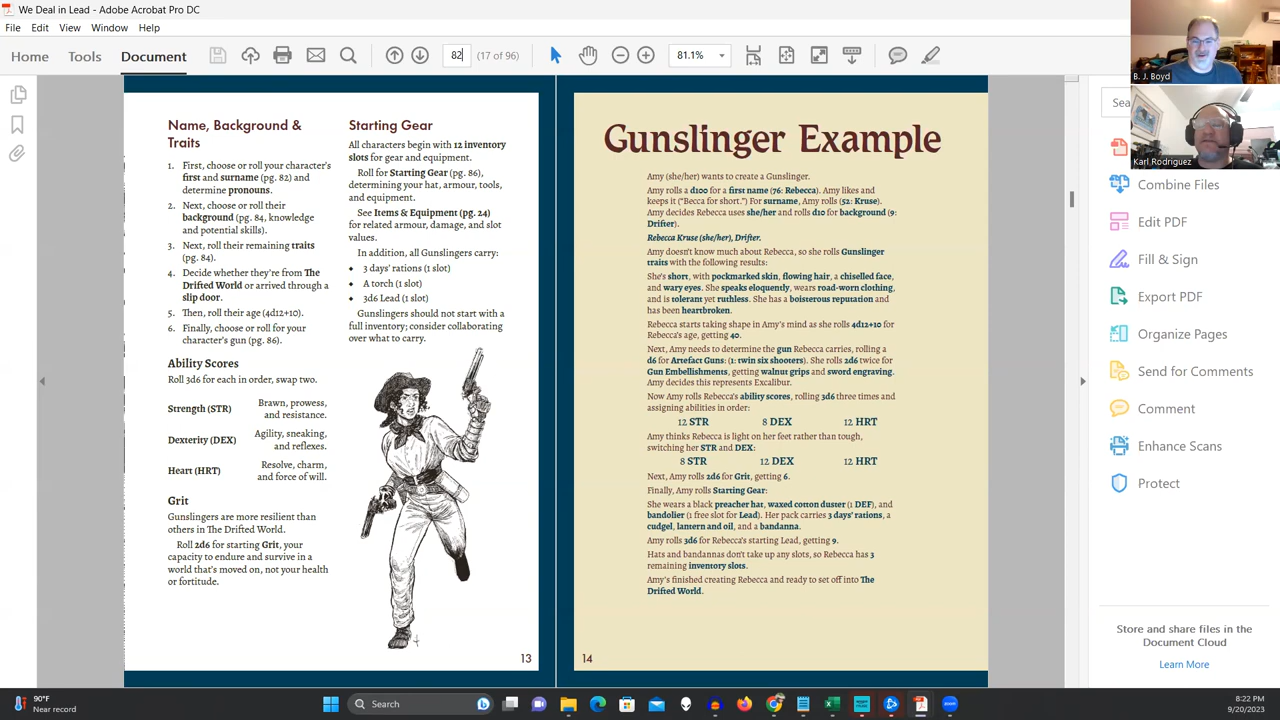 We Deal in Lead - Adobe Acrobat Pro DC
File Edit View Window Help
Home Tools Document
82 (17 of 96)
81.1%
B. J. Boyd
Karl Rodriguez
Sea
Name, Background &
Traits
1. First, choose or roll your character's
first and surname (pg. 82) and
determine pronouns.
2. Next, choose or roll their
background (pg. 84, knowledge
and potential skills).
3. Next, roll their remaining traits
(pg. 84).
4. Decide whether they're from The
Drifted World or arrived through a
slip door.
5. Then, roll their age (4d12+10).
6. Finally, choose or roll for your
character's gun (pg. 86).
Ability Scores
Roll 3d6 for each in order, swap two.
Strength (STR) Brawn, prowess,
and resistance.
Dexterity (DEX) Agility, sneaking,
and reflexes.
Heart (HRT) Resolve, charm,
and force of will.
Grit
Gunslingers are more resilient than
others in The Drifted World.
Roll 2d6 for starting Grit, your
capacity to endure and survive in a
world that's moved on, not your health
or fortitude.
Starting Gear
All characters begin with 12 inventory
slots for gear and equipment.
Roll for Starting Gear (pg. 86),
determining your hat, armour, tools,
and equipment.
See Items & Equipment (pg. 24)
for related armour, damage, and slot
values.
In addition, all Gunslingers carry:
◆ 3 days' rations (1 slot)
◆ A torch (1 slot)
◆ 3d6 Lead (1 slot)
Gunslingers should not start with a
full inventory; consider collaborating
over what to carry.
13
Gunslinger Example
Amy (she/her) wants to create a Gunslinger.
Amy rolls a d100 for a first name (76: Rebecca). Amy likes and
keeps it ("Becca for short.") For surname, Amy rolls (52: Kruse).
Amy decides Rebecca uses she/her and rolls d10 for background (9:
Drifter).
Rebecca Kruse (she/her), Drifter.
Amy doesn't know much about Rebecca, so she rolls Gunslinger
traits with the following results:
She's short, with pockmarked skin, flowing hair, a chiselled face,
and wary eyes. She speaks eloquently, wears road-worn clothing,
and is tolerant yet ruthless. She has a boisterous reputation and
has been heartbroken.
Rebecca starts taking shape in Amy's mind as she rolls 4d12+10 for
Rebecca's age, getting 40.
Next, Amy needs to determine the gun Rebecca carries, rolling a
d6 for Artefact Guns: (1: twin six shooters). She rolls 2d6 twice for
Gun Embellishments, getting walnut grips and sword engraving.
Amy decides this represents Excalibur.
Now Amy rolls Rebecca's ability scores, rolling 3d6 three times and
assigning abilities in order:
12 STR 8 DEX 12 HRT
Amy thinks Rebecca is light on her feet rather than tough,
switching her STR and DEX:
8 STR 12 DEX 12 HRT
Next, Amy rolls 2d6 for Grit, getting 6.
Finally, Amy rolls Starting Gear:
She wears a black preacher hat, waxed cotton duster (1 DEF), and
bandolier (1 free slot for Lead). Her pack carries 3 days' rations, a
cudgel, lantern and oil, and a bandanna.
Amy rolls 3d6 for Rebecca's starting Lead, getting 9.
Hats and bandannas don't take up any slots, so Rebecca has 3
remaining inventory slots.
Amy's finished creating Rebecca and ready to set off into The
Drifted World.
14
Combine Files
Edit PDF
Fill & Sign
Export PDF
Organize Pages
Send for Comments
Comment
Enhance Scans
Protect
Store and share files in the
Document Cloud
Learn More
90°F
Near record
Search
8:22 PM
9/20/2023